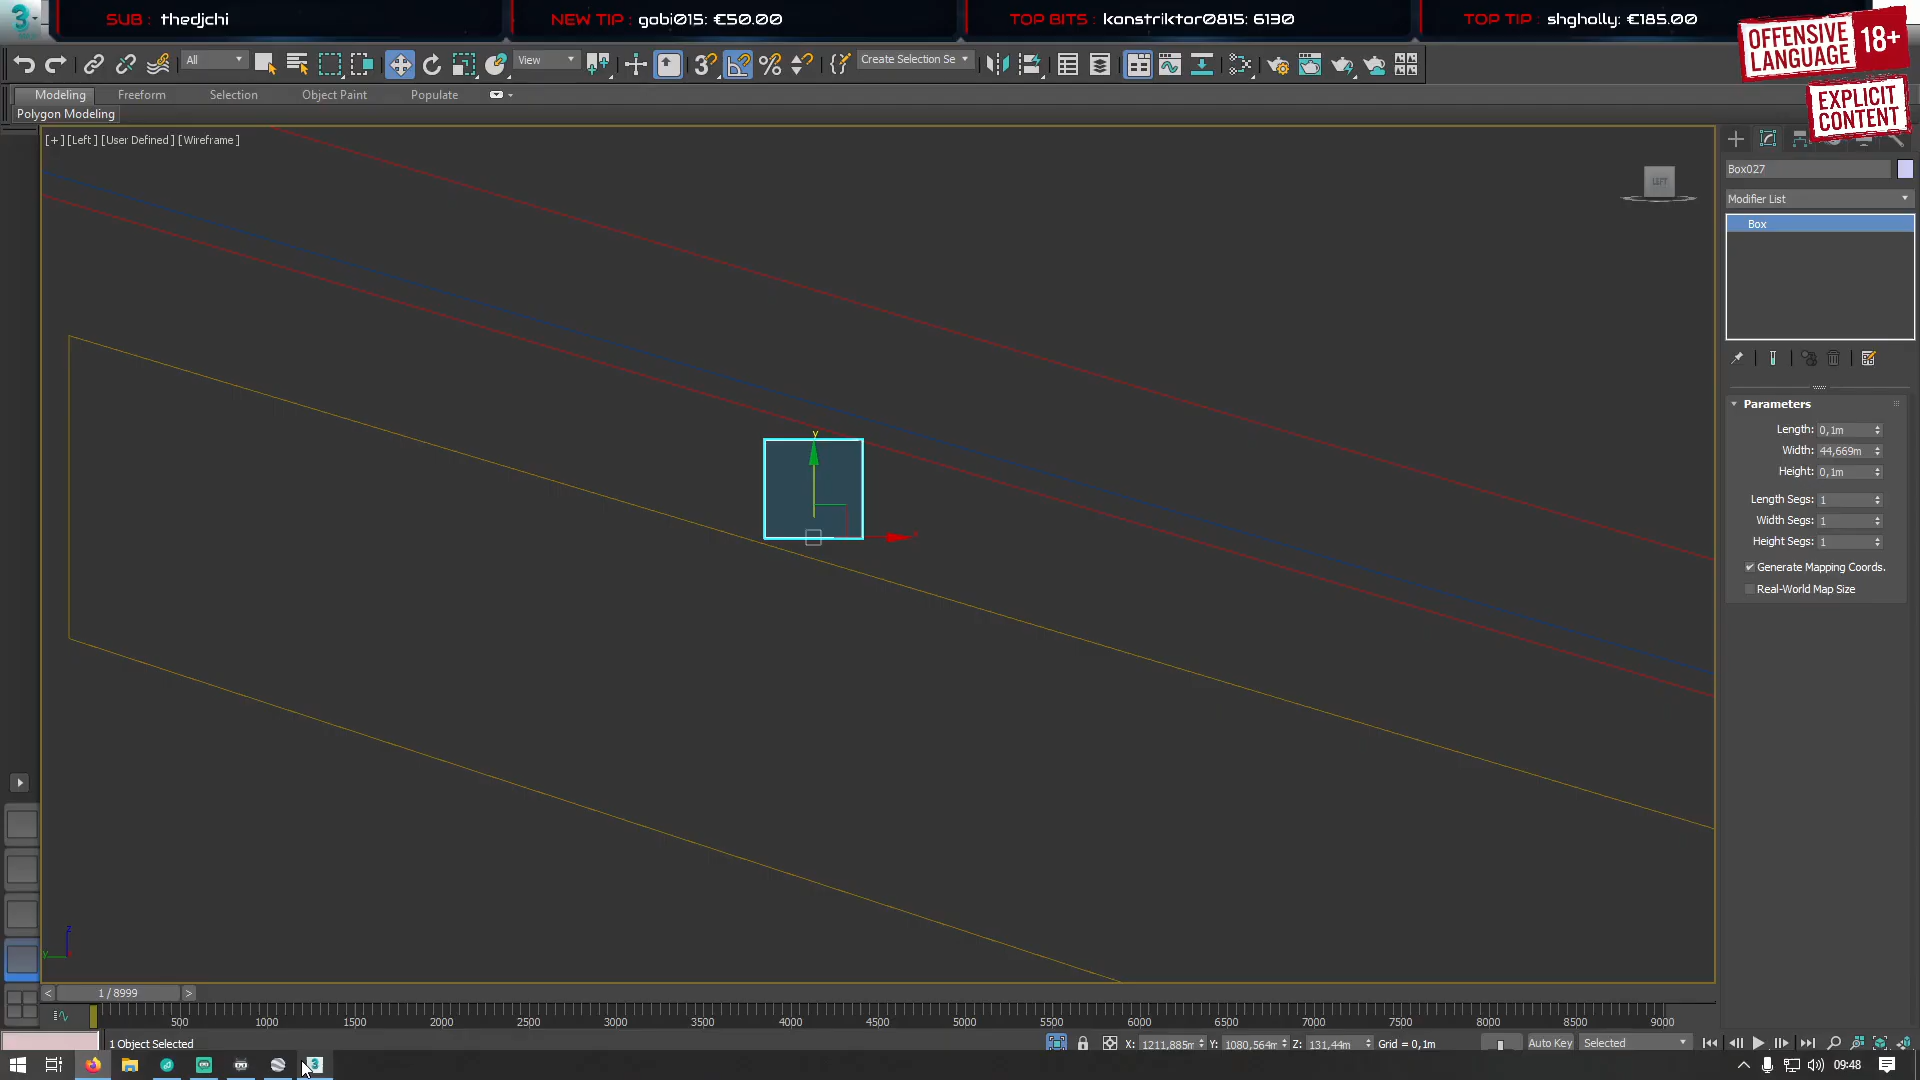 SUB : thedjchi
NEW TIP : gabi015: €50.00
TOP BITS : konstriktor0815: 6130
TOP TIP : shgholly: €185.00
OFFENSIVE LANGUAGE 18+
EXPLICIT CONTENT
All
View
Create Selection Se
Modeling
Freeform
Selection
Object Paint
Populate
Polygon Modeling
[+] [Left ] [User Defined ] [Wireframe ]
LEFT
Box027
Modifier List
Box
Parameters
Length: 0,1m
Width: 44,669m
Height: 0,1m
Length Segs: 1
Width Segs: 1
Height Segs: 1
Generate Mapping Coords.
Real-World Map Size
y
x
z
y
< 1 / 8999 >
500 1000 1500 2000 2500 3000 3500 4000 4500 5000 5500 6000 6500 7000 7500 8000 8500 9000
1 Object Selected
X: 1211,885m Y: 1080,564m Z: 131,44m Grid = 0,1m
Auto Key
Selected
09:48